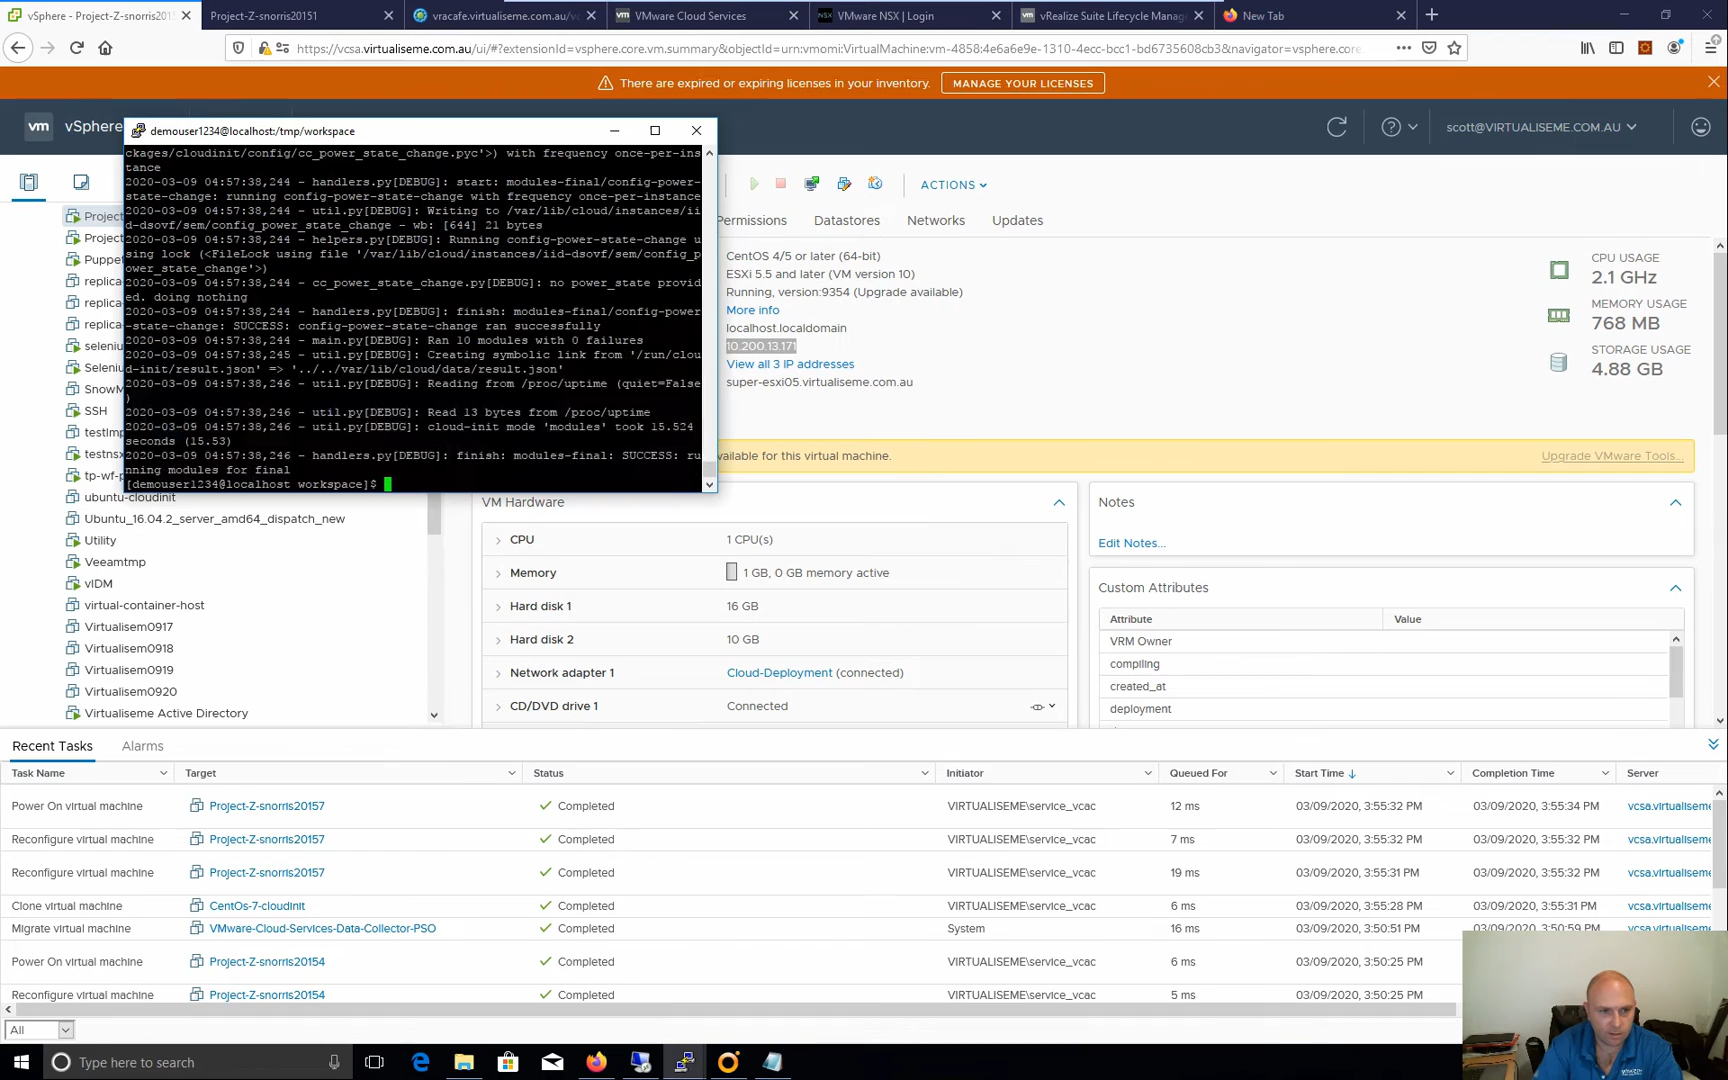 vSphere - Project-Z-snorris2015
Project-Z-snorris20151
vracafe.virtualiseme.com.au/vc
VMware Cloud Services
VMware NSX | Login
vRealize Suite Lifecycle Manag
New Tab
https://vcsa.virtualiseme.com.au/ui/#?extensionId=vsphere.core.vm.summary&objectId=urn:vmomi:VirtualMachine:vm-4858:4e6a6e9e-1310-4ecc-bcc1-bd6735608cb3&navigator=vsphere.core.
There are expired or expiring licenses in your inventory.
MANAGE YOUR LICENSES
vm
vSphere
scott@VIRTUALISEME.COM.AU
demouser1234@localhost:/tmp/workspace
ckages/cloudinit/config/cc_power_state_change.pyc'>) with frequency once-per-ins
tance
2020-03-09 04:57:38,244 - handlers.py[DEBUG]: start: modules-final/config-power-
state-change: running config-power-state-change with frequency once-per-instance
2020-03-09 04:57:38,244 - util.py[DEBUG]: Writing to /var/lib/cloud/instances/ii
d-dsovf/sem/config_power_state_change - wb: [644] 21 bytes
2020-03-09 04:57:38,244 - helpers.py[DEBUG]: Running config-power-state-change u
sing lock (<FileLock using file '/var/lib/cloud/instances/iid-dsovf/sem/config_p
ower_state_change'>)
2020-03-09 04:57:38,244 - cc_power_state_change.py[DEBUG]: no power_state provid
ed. doing nothing
2020-03-09 04:57:38,244 - handlers.py[DEBUG]: finish: modules-final/config-power
-state-change: SUCCESS: config-power-state-change ran successfully
2020-03-09 04:57:38,244 - main.py[DEBUG]: Ran 10 modules with 0 failures
2020-03-09 04:57:38,245 - util.py[DEBUG]: Creating symbolic link from '/run/clou
d-init/result.json' => '../../var/lib/cloud/data/result.json'
2020-03-09 04:57:38,246 - util.py[DEBUG]: Reading from /proc/uptime (quiet=False
)
2020-03-09 04:57:38,246 - util.py[DEBUG]: Read 13 bytes from /proc/uptime
2020-03-09 04:57:38,246 - util.py[DEBUG]: cloud-init mode 'modules' took 15.524
seconds (15.53)
2020-03-09 04:57:38,246 - handlers.py[DEBUG]: finish: modules-final: SUCCESS: ru
nning modules for final
[demouser1234@localhost workspace]$
ACTIONS
Permissions
Datastores
Networks
Updates
Project
Project
Puppet
replica
replica
replica
seleniu
Seleniu
SnowM
SSH
testImp
testnsx
tp-wf-p
ubuntu-cloudinit
Ubuntu_16.04.2_server_amd64_dispatch_new
Utility
Veeamtmp
vIDM
virtual-container-host
Virtualisem0917
Virtualisem0918
Virtualisem0919
Virtualisem0920
Virtualiseme Active Directory
CentOS 4/5 or later (64-bit)
ESXi 5.5 and later (VM version 10)
Running, version:9354 (Upgrade available)
More info
localhost.localdomain
10.200.13.171
View all 3 IP addresses
super-esxi05.virtualiseme.com.au
CPU USAGE
2.1 GHz
MEMORY USAGE
768 MB
STORAGE USAGE
4.88 GB
vailable for this virtual machine.
Upgrade VMware Tools...
VM Hardware
CPU
1 CPU(s)
Memory
1 GB, 0 GB memory active
Hard disk 1
16 GB
Hard disk 2
10 GB
Network adapter 1
Cloud-Deployment (connected)
CD/DVD drive 1
Connected
Notes
Edit Notes...
Custom Attributes
Attribute
Value
VRM Owner
compiling
created_at
deployment
Recent Tasks
Alarms
Task Name
Target
Status
Initiator
Queued For
Start Time
Completion Time
Server
Power On virtual machine
Project-Z-snorris20157
Completed
VIRTUALISEME\service_vcac
12 ms
03/09/2020, 3:55:32 PM
03/09/2020, 3:55:34 PM
vcsa.virtualiseme
Reconfigure virtual machine
Project-Z-snorris20157
Completed
VIRTUALISEME\service_vcac
7 ms
03/09/2020, 3:55:32 PM
03/09/2020, 3:55:32 PM
vcsa.virtualiseme
Reconfigure virtual machine
Project-Z-snorris20157
Completed
VIRTUALISEME\service_vcac
19 ms
03/09/2020, 3:55:31 PM
03/09/2020, 3:55:32 PM
vcsa.virtualiseme
Clone virtual machine
CentOs-7-cloudinit
Completed
VIRTUALISEME\service_vcac
6 ms
03/09/2020, 3:55:28 PM
03/09/2020, 3:55:31 PM
vcsa.virtualiseme
Migrate virtual machine
VMware-Cloud-Services-Data-Collector-PSO
Completed
System
16 ms
03/09/2020, 3:50:51 PM
03/09/2020, 3:50:59 PM
vcsa.virtualiseme
Power On virtual machine
Project-Z-snorris20154
Completed
VIRTUALISEME\service_vcac
6 ms
03/09/2020, 3:50:25 PM
Reconfigure virtual machine
Project-Z-snorris20154
Completed
VIRTUALISEME\service_vcac
5 ms
03/09/2020, 3:50:25 PM
All
Type here to search